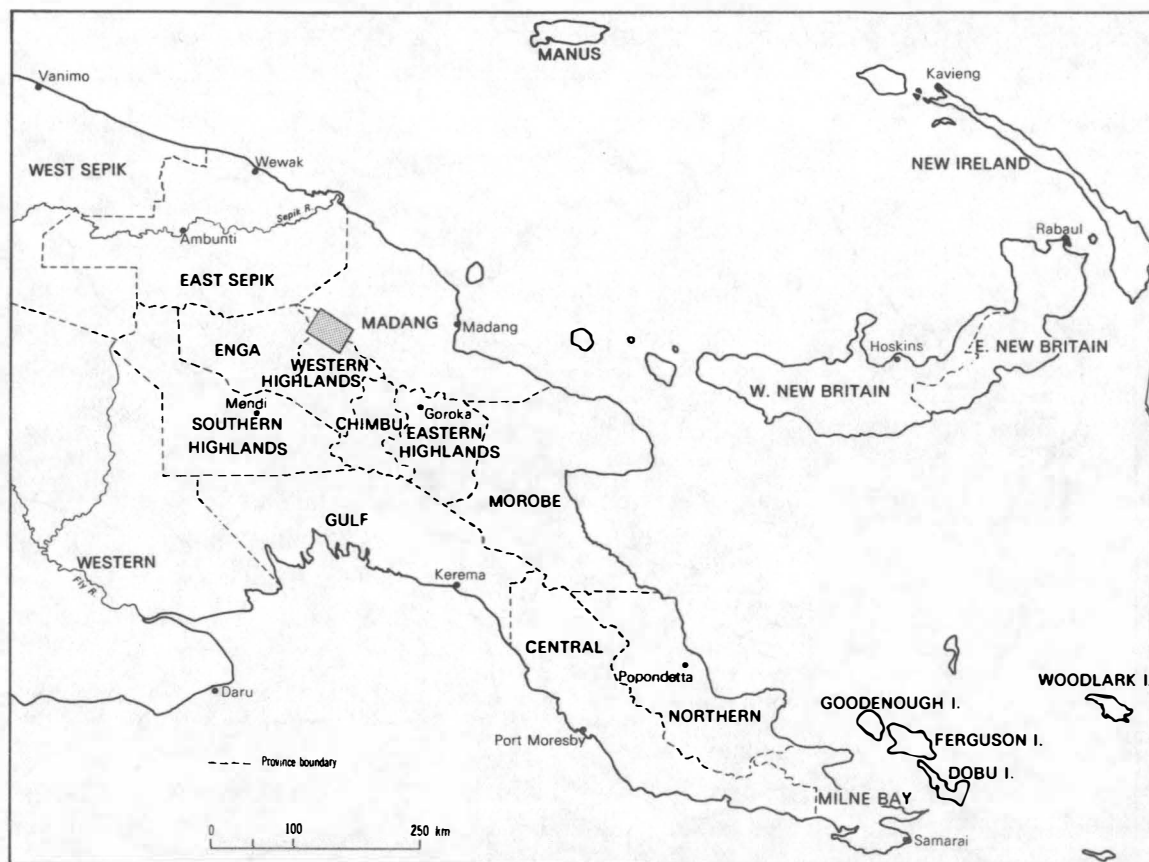 MANUS
Vanimo
Kavieng
WEST SEPIK
Wewak
NEW IRELAND
Sepik R.
Ambunti
Rabaul
EAST SEPIK
MADANG
Madang
ENGA
WESTERN
HIGHLANDS
Hoskins
E. NEW BRITAIN
W. NEW BRITAIN
Mendi
SOUTHERN
HIGHLANDS
CHIMBU
Goroka
EASTERN
HIGHLANDS
MOROBE
GULF
WESTERN
Fly R.
Kerema
CENTRAL
Popondetta
Daru
NORTHERN
Port Moresby
WOODLARK I.
GOODENOUGH I.
FERGUSON I.
DOBU I.
Province boundary
MILNE BAY
Samarai
0 100 250 km